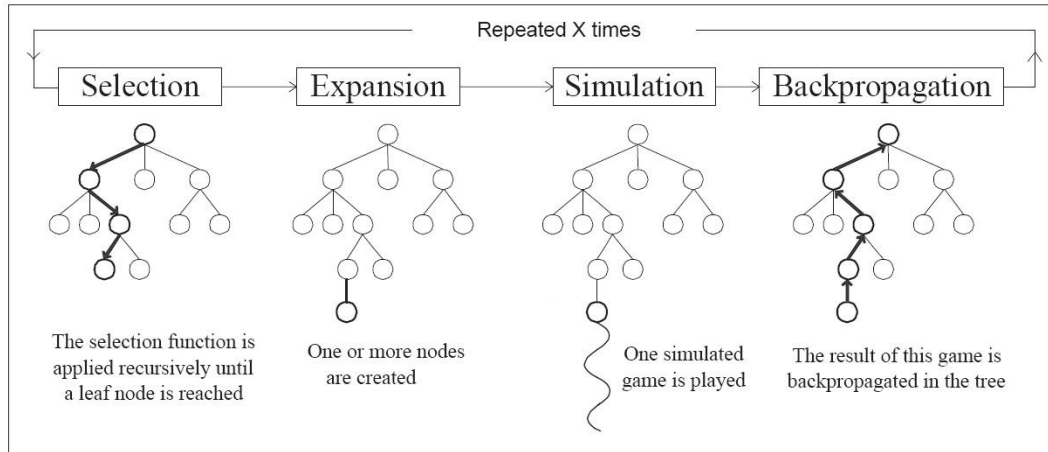 Repeated X times
Selection
Expansion
Simulation
Backpropagation
The selection function is
applied recursively until
a leaf node is reached
One or more nodes
are created
One simulated
game is played
The result of this game is
backpropagated in the tree